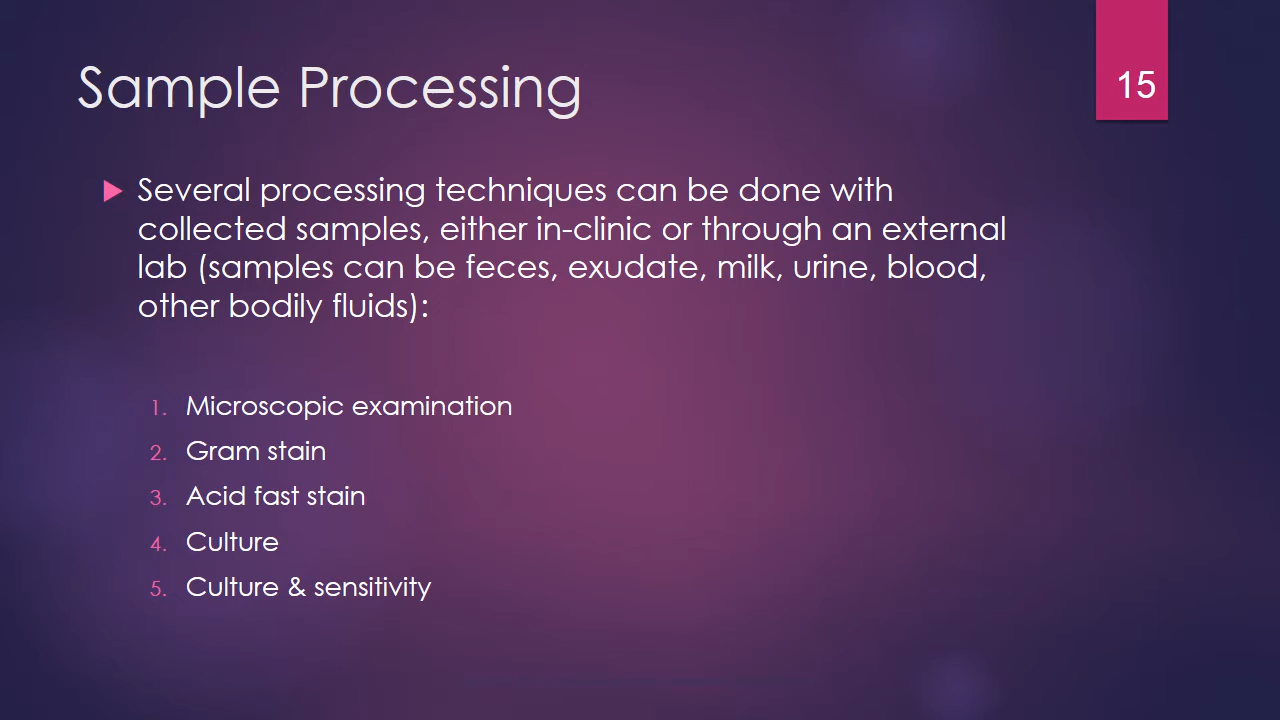 Sample Processing
15
Several processing techniques can be done with
collected samples, either in-clinic or through an external
lab (samples can be feces, exudate, milk, urine, blood,
other bodily fluids):
1. Microscopic examination
2. Gram stain
3. Acid fast stain
4. Culture
5. Culture & sensitivity